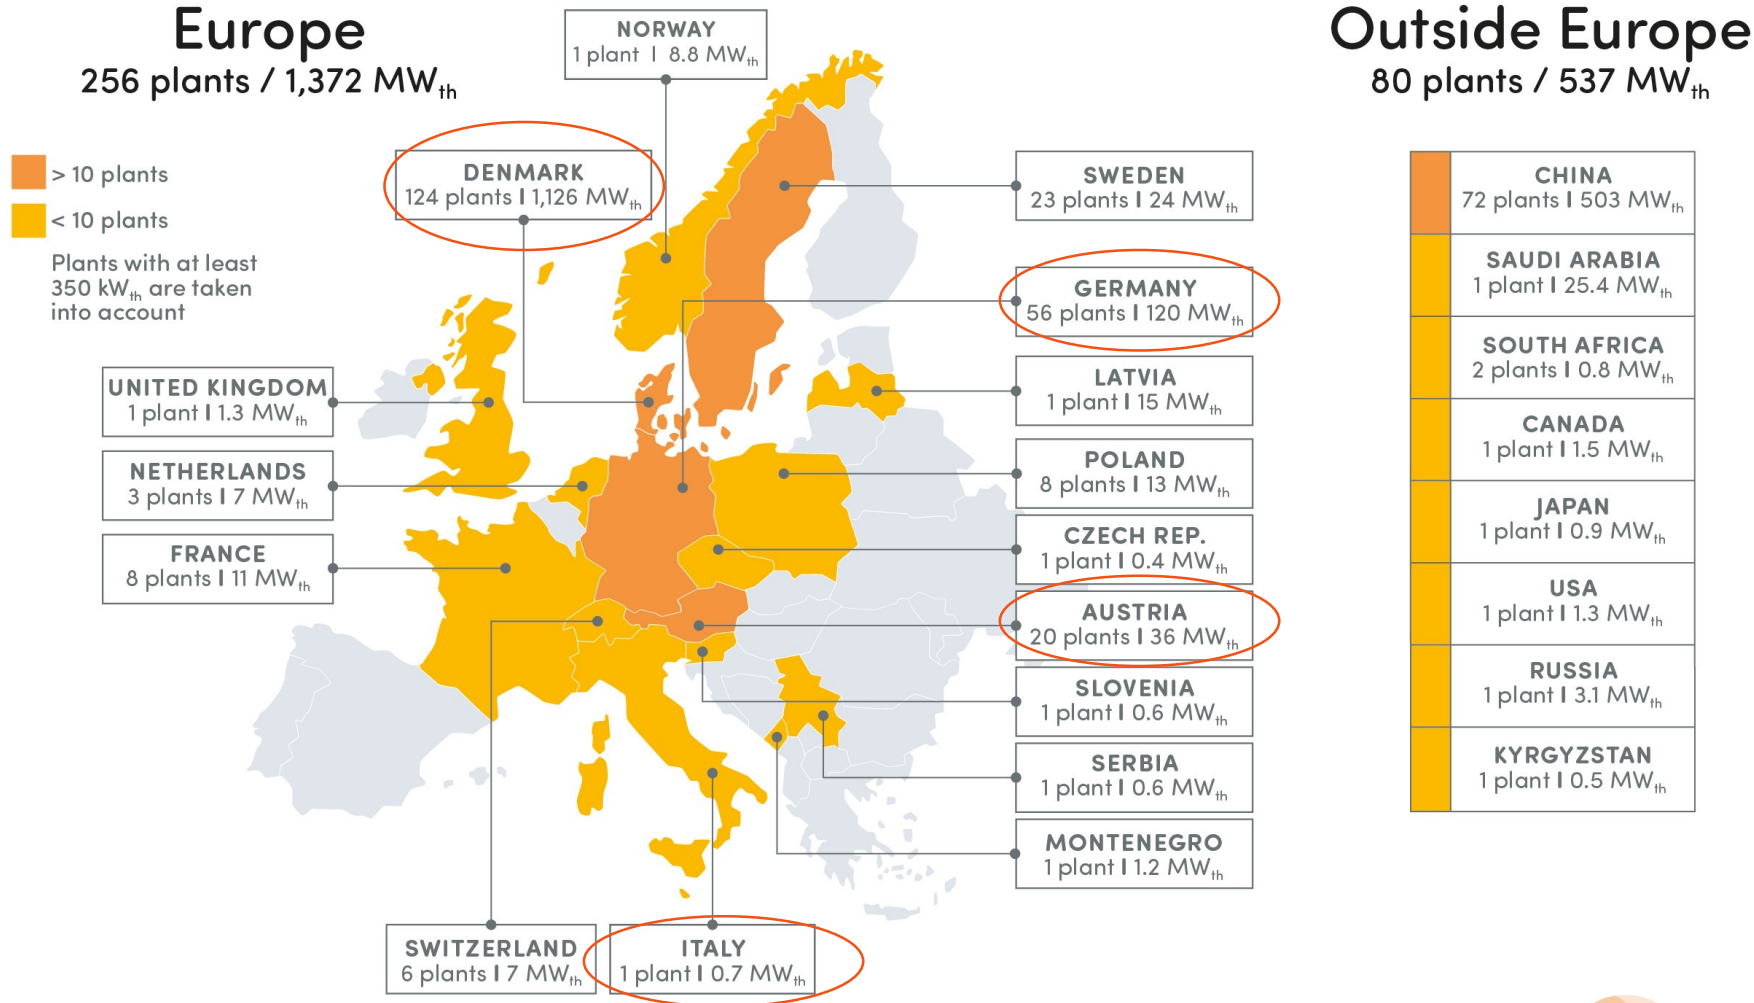 Europe
256 plants / 1,372 MWth
> 10 plants
< 10 plants
Plants with at least
350 kWth are taken
into account
NORWAY
1 plant I 8.8 MWth
DENMARK
124 plants I 1,126 MWth
UNITED KINGDOM
1 plant I 1.3 MWth
NETHERLANDS
3 plants I 7 MWth
FRANCE
8 plants I 11 MWth
SWITZERLAND
6 plants I 7 MWth
ITALY
1 plant I 0.7 MWth
SWEDEN
23 plants I 24 MWth
GERMANY
56 plants I 120 MWth
LATVIA
1 plant I 15 MWth
POLAND
8 plants I 13 MWth
CZECH REP.
1 plant I 0.4 MWth
AUSTRIA
20 plants I 36 MWth
SLOVENIA
1 plant I 0.6 MWth
SERBIA
1 plant I 0.6 MWth
MONTENEGRO
1 plant I 1.2 MWth
Outside Europe
80 plants / 537 MWth
CHINA
72 plants I 503 MWth
SAUDI ARABIA
1 plant I 25.4 MWth
SOUTH AFRICA
2 plants I 0.8 MWth
CANADA
1 plant I 1.5 MWth
JAPAN
1 plant I 0.9 MWth
USA
1 plant I 1.3 MWth
RUSSIA
1 plant I 3.1 MWth
KYRGYZSTAN
1 plant I 0.5 MWth